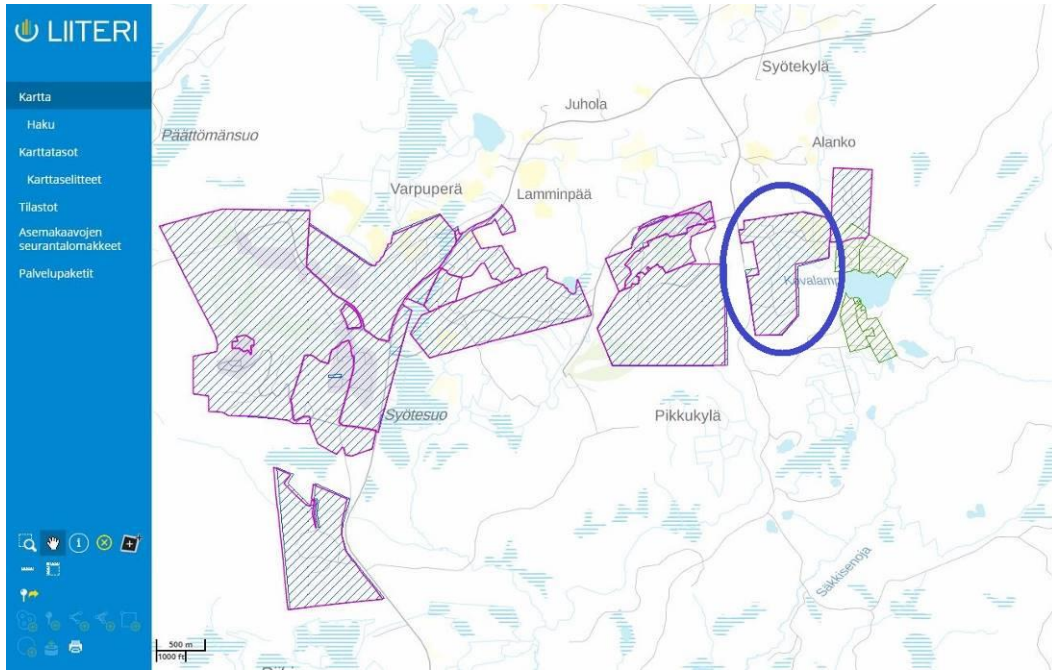 LIITERI
Kartta
Haku
Karttatasot
Karttaselitteet
Tilastot
Asemakaavojen
seurantalomakkeet
Palvelupaketit
Syötekylä
Juhola
Päättömänsuo
Alanko
Varpuperä
Lamminpää
Syötesuo
Pikkukylä
Säkkisenoja
500 m
1000 ft